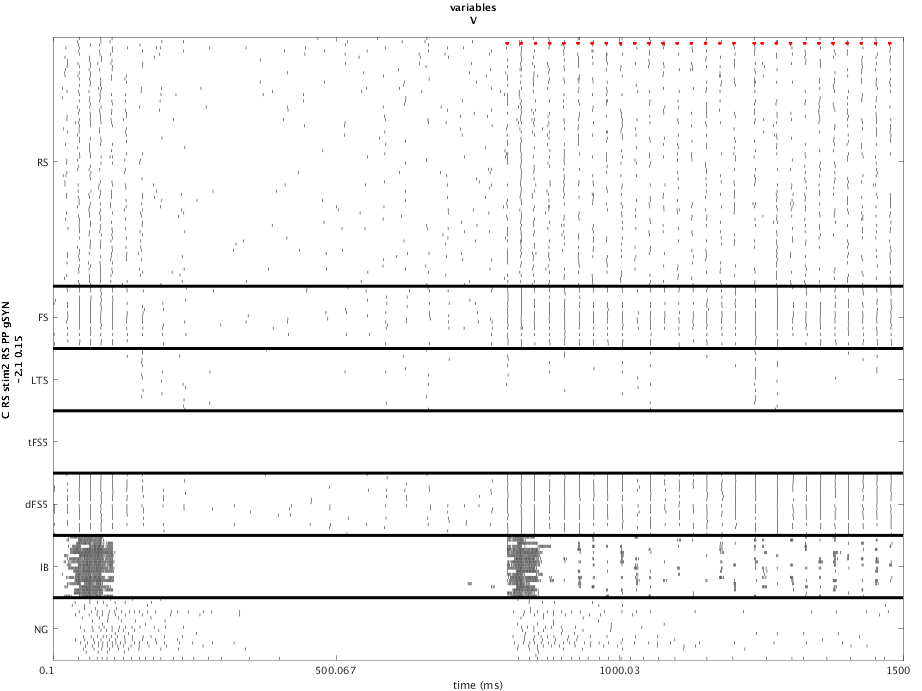 variables
V
RS
FS
LTS
tFS5
dFS5
IB
NG
C RS stim2 RS PP gSYN
-2.1 0.15
0.1
500.067
1000.03
1500
time (ms)